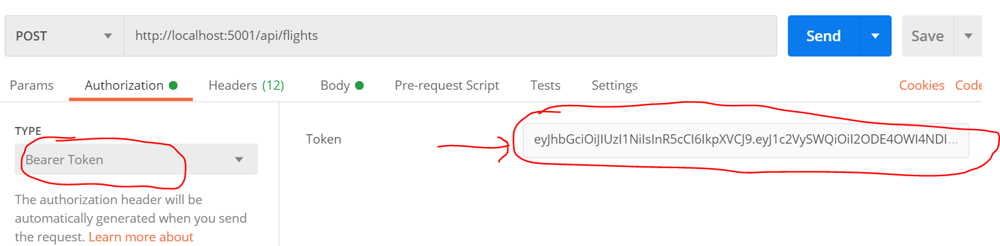 POST http://localhost:5001/api/flights Send Save
Params Authorization Headers (12) Body Pre-request Script Tests Settings Cookies Code
TYPE
Bearer Token
Token eyJhbGciOiJIUzI1NiIsInR5cCI6IkpXVCJ9.eyJ1c2VySWQiOiI2ODE4OWI4NDI...
The authorization header will be
automatically generated when you send
the request. Learn more about